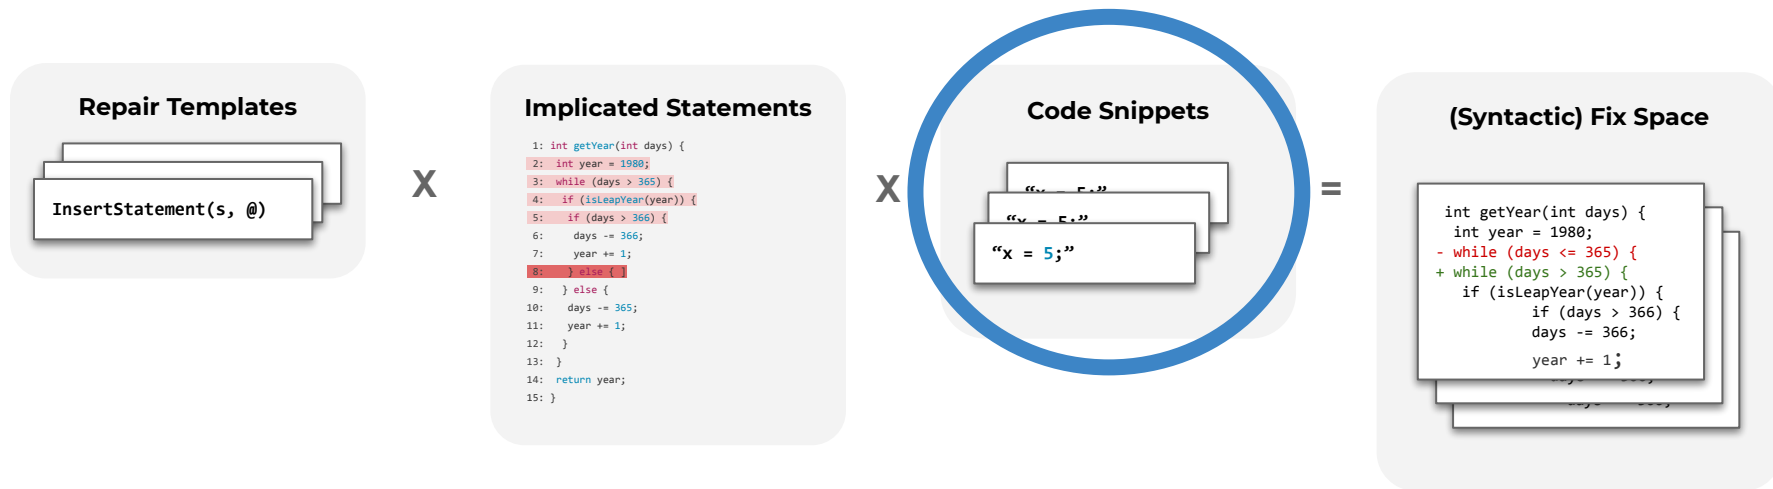 Repair Templates
InsertStatement(s, @)
X
Implicated Statements
1: int getYear(int days) {
2: int year = 1980;
3: while (days > 365) {
4: if (isLeapYear(year)) {
5: if (days > 366) {
6: days -= 366;
7: year += 1;
8: } else { ]
9: } else {
10: days -= 365;
11: year += 1;
12: }
13: }
14: return year;
15: }
X
Code Snippets
“x = 5;”
“x = 5;”
“x = 5;”
=
(Syntactic) Fix Space
int getYear(int days) {
int year = 1980;
- while (days <= 365) {
+ while (days > 365) {
if (isLeapYear(year)) {
if (days > 366) {
days -= 366;
year += 1;